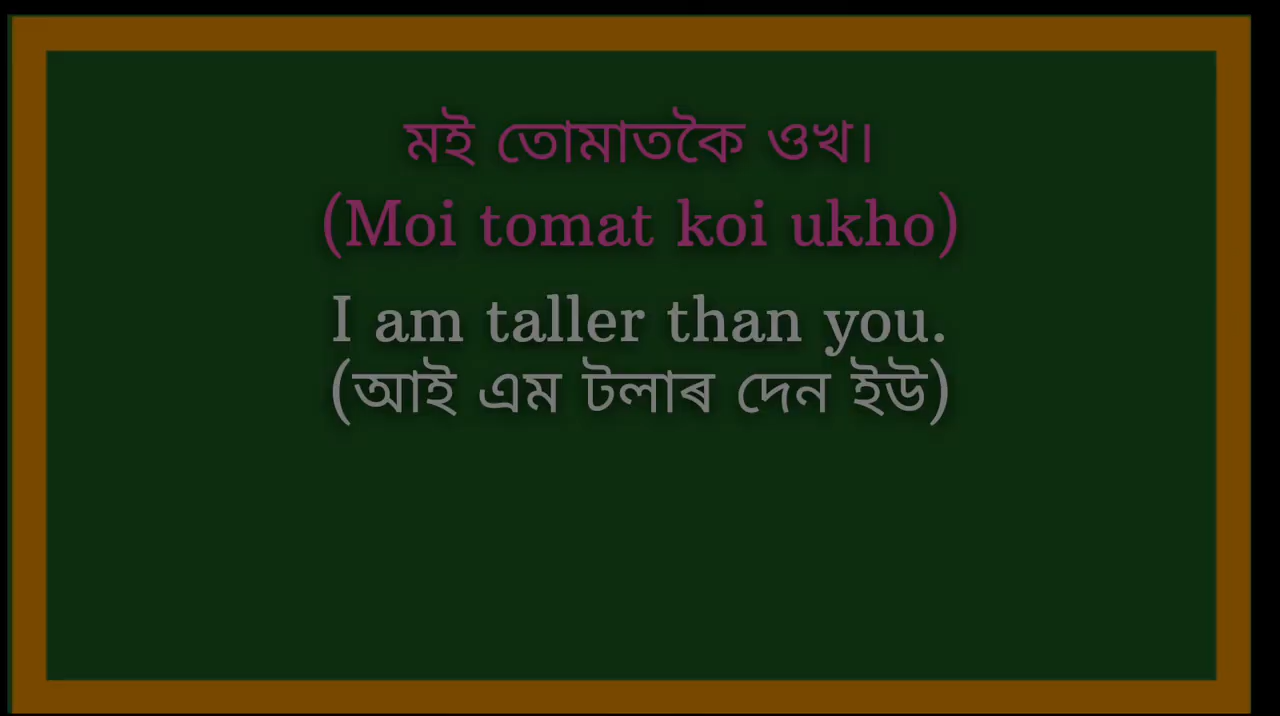 মই তোমাতকৈ ওখ।
(Moi tomat koi ukho)
I am taller than you.
(আই এম টলাৰ দেন ইউ)